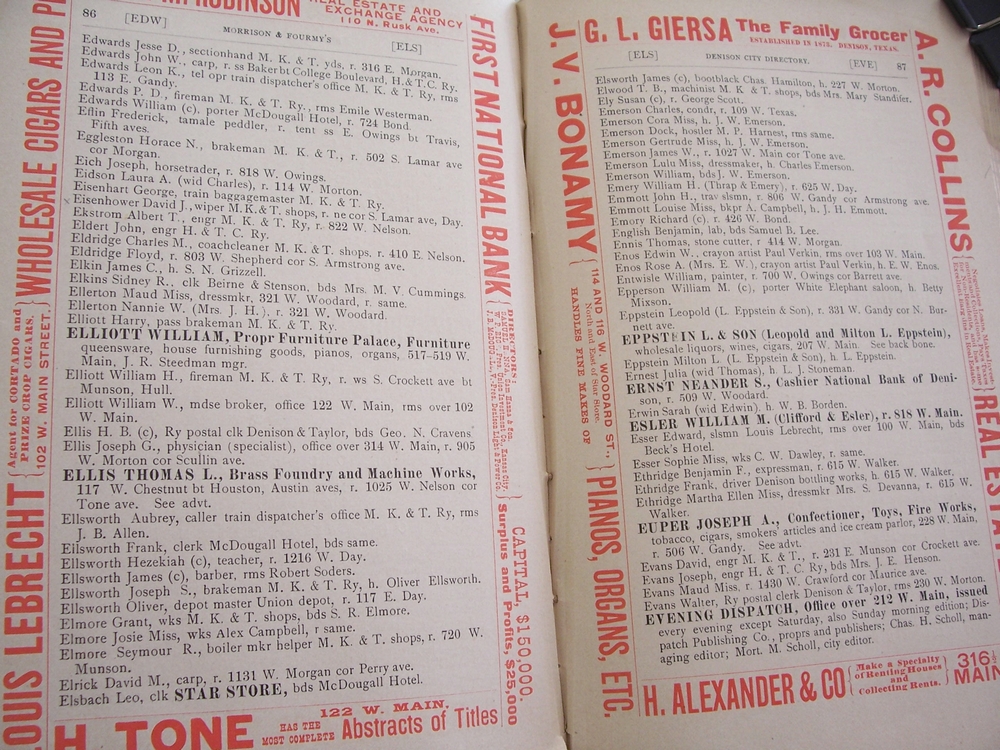 ROBINSON
REAL ESTATE AND
EXCHANGE AGENCY
110 N. Rusk Ave.
86 [EDW] MORRISON & FOURMY'S [ELS]
Edwards Jesse D., sectionhand M. K. & T. yds, r. 316 E. Morgan.
Edwards John W., carp, r. ss Baker bt College Boulevard, H. & T. C. Ry.
Edwards Leon K., tel opr train dispatcher's office M. K. & T. Ry, rms
113 E. Gandy.
Edwards P. D., fireman M. K. & T. Ry., rms Emile Westerman.
Edwards William (c), porter McDougall Hotel, r. 724 Bond.
Eflin Frederick, tamale peddler, r. tent ss E. Owings bt Travis,
Fifth aves.
Eggleston Horace N., brakeman M. K. & T., r. 502 S. Lamar ave
cor Morgan.
Eich Joseph, horsetrader, r. 818 W. Owings.
Eidson Laura A. (wid Charles), r. 114 W. Morton.
Eisenhart George, train baggagemaster M. K. & T. Ry.
Eisenhower David J., wiper M. K. & T. shops, r. ne cor S. Lamar ave, Day.
Ekstrom Albert T., engr M. K. & T. Ry, r. 822 W. Nelson.
Eldert John, engr H. & T. C. Ry.
Eldridge Charles M., coachcleaner M. K. & T. shops. r. 410 E. Nelson.
Eldridge Floyd, r. 803 W. Shepherd cor S. Armstrong ave.
Elkin James C., h. S. N. Grizzell.
Elkins Sidney R., clk Beirne & Stenson, bds Mrs. M. V. Cummings.
Ellerton Maud Miss, dressmkr, 321 W. Woodard, r. same.
Ellerton Nannie W. (Mrs. J. H.), r. 321 W. Woodard.
Elliott Harry, pass brakeman M. K. & T. Ry.
ELLIOTT WILLIAM, Propr Furniture Palace, Furniture
queensware, house furnishing goods, pianos, organs, 517-519 W.
Main, J. R. Steedman mgr.
Elliott William H., fireman M. K. & T. Ry, r. ws S. Crockett ave bt
Munson, Hull.
Elliott William W., mdse broker, office 122 W. Main, rms over 102
W. Main.
Ellis H. B. (c), Ry postal clk Denison & Taylor, bds Geo. N. Cravens
Ellis Joseph G., physician (specialist), office over 314 W. Main, r. 905
W. Morton cor Scullin ave.
ELLIS THOMAS L., Brass Foundry and Machine Works,
117 W. Chestnut bt Houston, Austin aves, r. 1025 W. Nelson cor
Tone ave. See advt.
Ellsworth Aubrey, caller train dispatcher's office M. K. & T. Ry, rms
J. B. Allen.
Ellsworth Frank, clerk McDougall Hotel, bds same.
Ellsworth Hezekiah (c), teacher, r. 1216 W. Day.
Ellsworth James (c), barber, rms Robert Soders.
Ellsworth Joseph S., brakeman M. K. & T. Ry, h. Oliver Ellsworth.
Ellsworth Oliver, depot master Union depot, r. 117 E. Day.
Elmore Grant, wks M. K. & T. shops, bds S. R. Elmore.
Elmore Josie Miss, wks Alex Campbell, r same.
Elmore Seymour R., boiler mkr helper M. K. & T. shops, r. 720 W.
Munson.
Elrick David M., carp, r. 1131 W. Morgan cor Perry ave.
Elsbach Leo, clk STAR STORE, bds McDougall Hotel.
H. TONE HAS THE MOST COMPLETE
122 W. MAIN.
Abstracts of Titles
LOUIS LEBRECHT
Agent for CORTADO and
PRIZE CROP CIGARS,
102 W. MAIN STREET.
WHOLESALE CIGARS AND
FIRST NATIONAL BANK
DIRECTORS:
CAPITAL, $150,000.
Surplus and Profits, $25,000
G. L. GIERSA The Family Grocer
ESTABLISHED IN 1873. DENISON, TEXAS.
[ELS] DENISON CITY DIRECTORY. [EVE] 87
Elsworth James (c), bootblack Chas. Hamilton, h. 227 W. Morton.
Elwood T. B., machinist M. K. & T. shops, bds Mrs. Mary Standifer.
Ely Susan (c), r. George Scott.
Emerson Charles, condr, r. 709 W. Texas.
Emerson Cora Miss, h. J. W. Emerson.
Emerson Dock, hostler M. P. Harnest, rms same.
Emerson Gertrude Miss, h. J. W. Emerson.
Emerson James W., r. 1027 W. Main cor Tone ave.
Emerson Lulu Miss, dressmaker, h. Charles Emerson.
Emerson William, bds J. W. Emerson.
Emery William H. (Thrap & Emery), r. 625 W. Day.
Emmott John H., trav slsmn, r. 806 W. Gandy cor Armstrong ave.
Emmott Louise Miss, bkpr A. Campbell, h. J. H. Emmott.
Emory Richard (c) r. 426 W. Bond.
English Benjamin, lab, bds Samuel B. Lee.
Ennis Thomas, stone cutter, r 414 W. Morgan.
Enos Edwin W., crayon artist Paul Verkin, rms over 103 W. Main.
Enos Rose A. (Mrs. E. W.), crayon artist Paul Verkin, h. E. W. Enos.
Entwisle William, painter, r. 700 W. Owings cor Barret ave.
Epperson William M. (c), porter White Elephant saloon, h. Betty
Mixson.
Eppstein Leopold (L. Eppstein & Son), r. 331 W. Gandy cor N. Bar-
nett ave.
EPPSTEIN L. & SON (Leopold and Milton L. Eppstein),
wholesale liquors, wines, cigars, 207 W. Main. See back bone.
Eppstein Milton L. (L. Eppstein & Son), h. L. Eppstein.
Ernest Julia (wid Thomas), h. L. J. Stoneman.
ERNST NEANDER S., Cashier National Bank of Deni-
son, r. 509 W. Woodard.
Erwin Sarah (wid Edwin), h. W. B. Borden.
ESLER WILLIAM M. (Clifford & Esler), r. 818 W. Main.
Esser Edward, slsmn Louis Lebrecht, rms over 100 W. Main, bds
Beck's Hotel.
Esser Sophie Miss, wks C. W. Dawley, r. same.
Ethridge Benjamin F., expressman, r. 615 W. Walker.
Ethridge Frank, driver Denison bottling works, h. 615 W. Walker.
Ethridge Martha Ellen Miss, dressmkr Mrs. S. Devanna, r. 615 W.
Walker.
EUPER JOSEPH A., Confectioner, Toys, Fire Works,
tobacco, cigars, smokers' articles and ice cream parlor, 228 W. Main,
r. 506 W. Gandy. See advt.
Evans David, engr M. K. & T., r. 231 E. Munson cor Crockett ave.
Evans Joseph, engr H. & T. C. Ry, bds Mrs. J. E. Henson.
Evans Maud Miss, r. 1430 W. Crawford cor Maurice ave.
Evans Walter, Ry postal clerk Denison & Taylor, rms 230 W. Morton.
EVENING DISPATCH, Office over 212 W. Main, issued
every evening except Saturday, also Sunday morning edition; Dis-
patch Publishing Co., proprs and publishers; Chas. H. Scholl, man-
aging editor; Mort. M. Scholl, city editor.
H. ALEXANDER & CO
Make a Specialty
of Renting Houses
and
Collecting Rents.
316½
MAIN
J. V. BONAMY
114 AND 116 W. WOODARD ST.,
North and East of Star Store.
HANDLES FINE MAKES OF
PIANOS, ORGANS, ETC.
A. R. COLLINS
REAL ESTATE